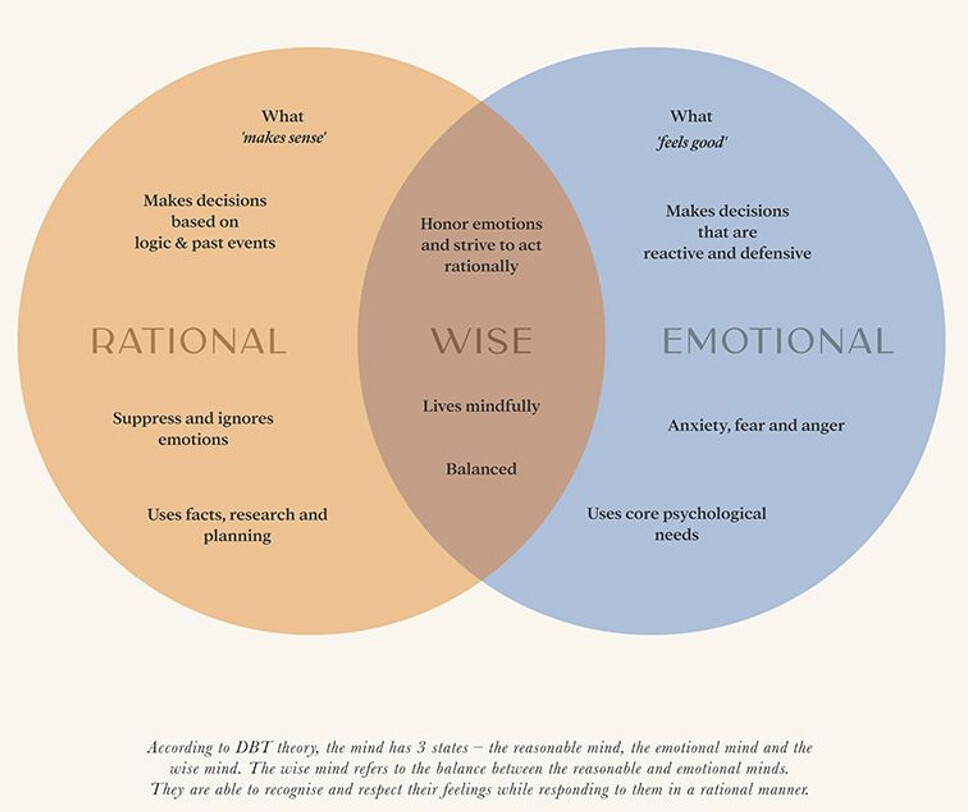 What
'makes sense'
Makes decisions
based on
logic & past events
RATIONAL
Suppress and ignores
emotions
Uses facts, research and
planning
Honor emotions
and strive to act
rationally
WISE
Lives mindfully
Balanced
What
'feels good'
Makes decisions
that are
reactive and defensive
EMOTIONAL
Anxiety, fear and anger
Uses core psychological
needs
According to DBT theory, the mind has 3 states – the reasonable mind, the emotional mind and the
wise mind. The wise mind refers to the balance between the reasonable and emotional minds.
They are able to recognise and respect their feelings while responding to them in a rational manner.